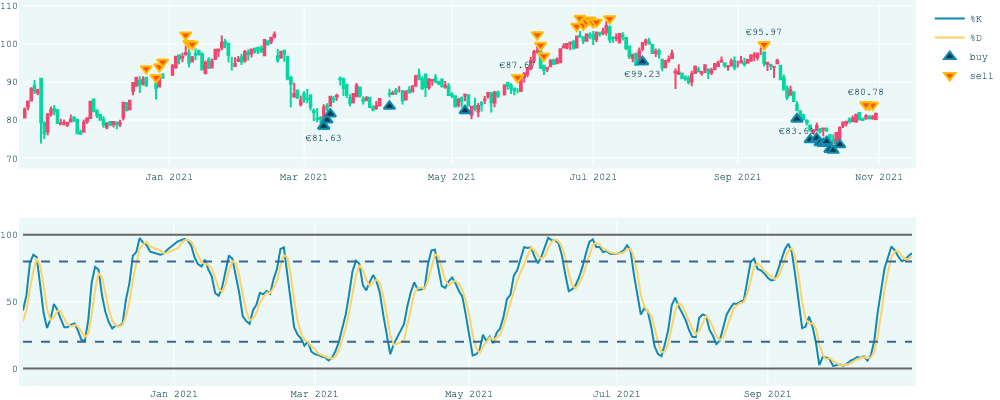 110
100
90
80
70
€81.63
€87.6
€99.23
€95.97
€83.6
€80.78
Jan 2021
Mar 2021
May 2021
Jul 2021
Sep 2021
Nov 2021
%K
%D
buy
sell
100
50
0
Jan 2021
Mar 2021
May 2021
Jul 2021
Sep 2021